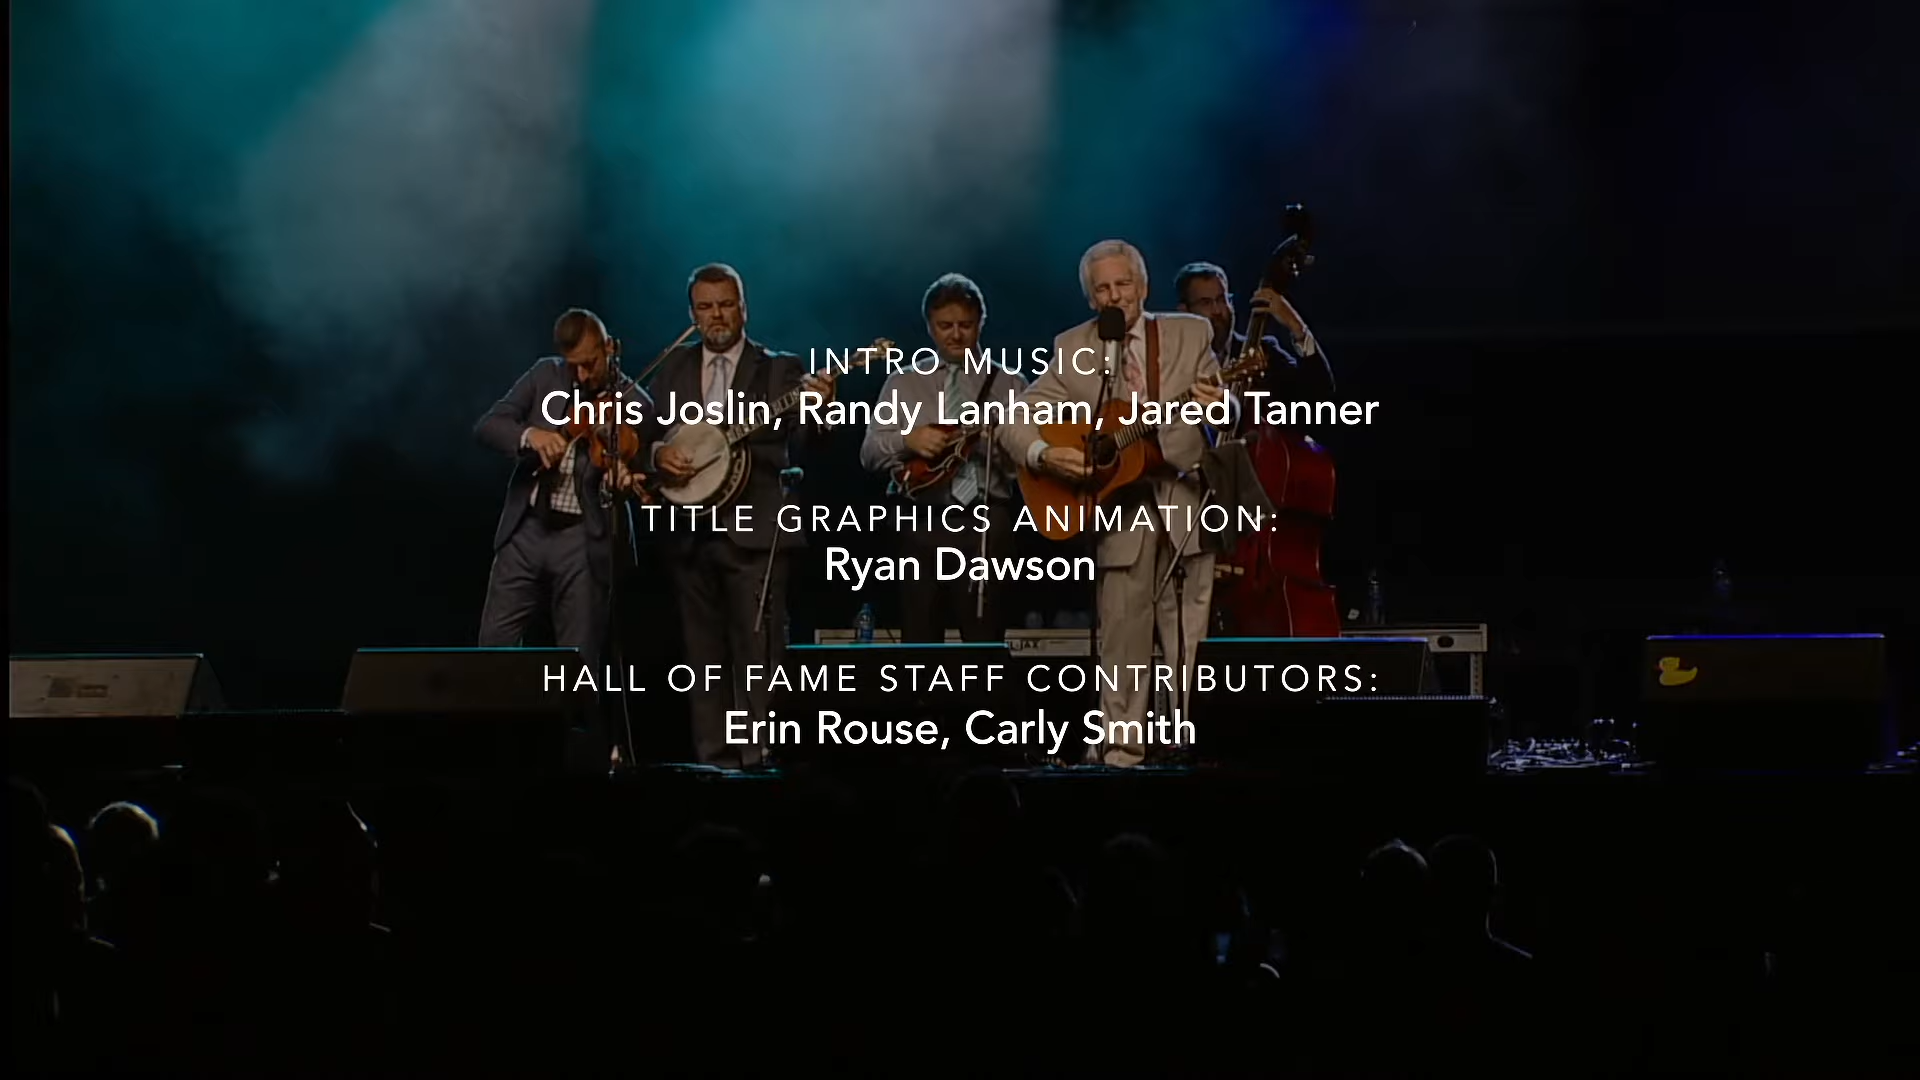 INTRO MUSIC:
Chris Joslin, Randy Lanham, Jared Tanner
TITLE GRAPHICS ANIMATION:
Ryan Dawson
HALL OF FAME STAFF CONTRIBUTORS:
Erin Rouse, Carly Smith